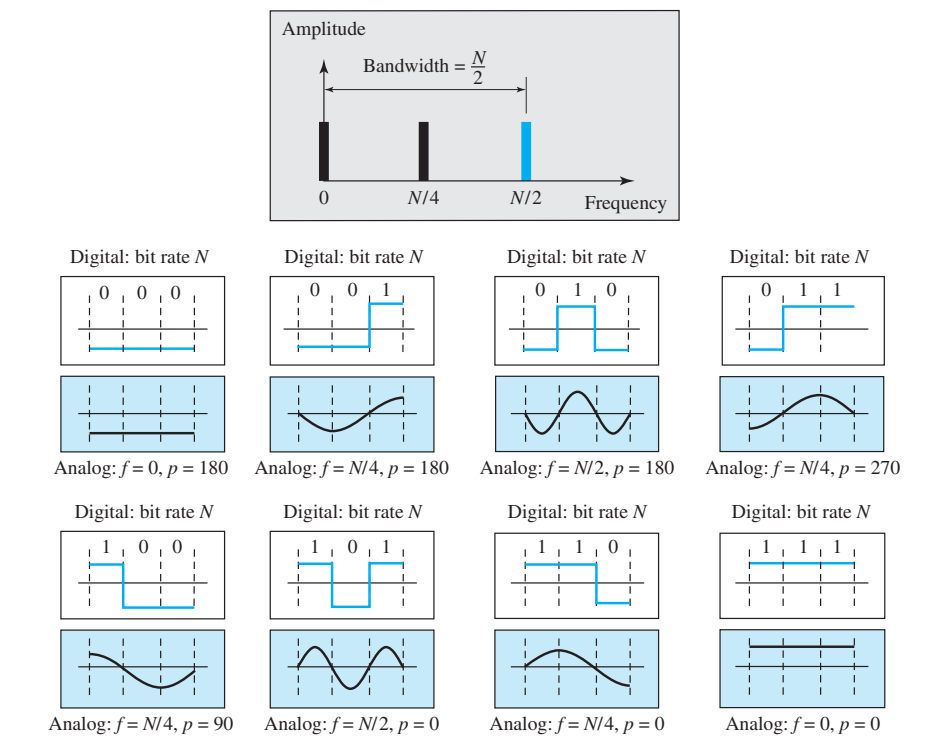 Amplitude
Bandwidth = N/2
0 N/4 N/2 Frequency
Digital: bit rate N Digital: bit rate N Digital: bit rate N Digital: bit rate N
0 0 0 0 0 1 0 1 0 0 1 1
Analog: f = 0, p = 180 Analog: f = N/4, p = 180 Analog: f = N/2, p = 180 Analog: f = N/4, p = 270
Digital: bit rate N Digital: bit rate N Digital: bit rate N Digital: bit rate N
1 0 0 1 0 1 1 1 0 1 1 1
Analog: f = N/4, p = 90 Analog: f = N/2, p = 0 Analog: f = N/4, p = 0 Analog: f = 0, p = 0